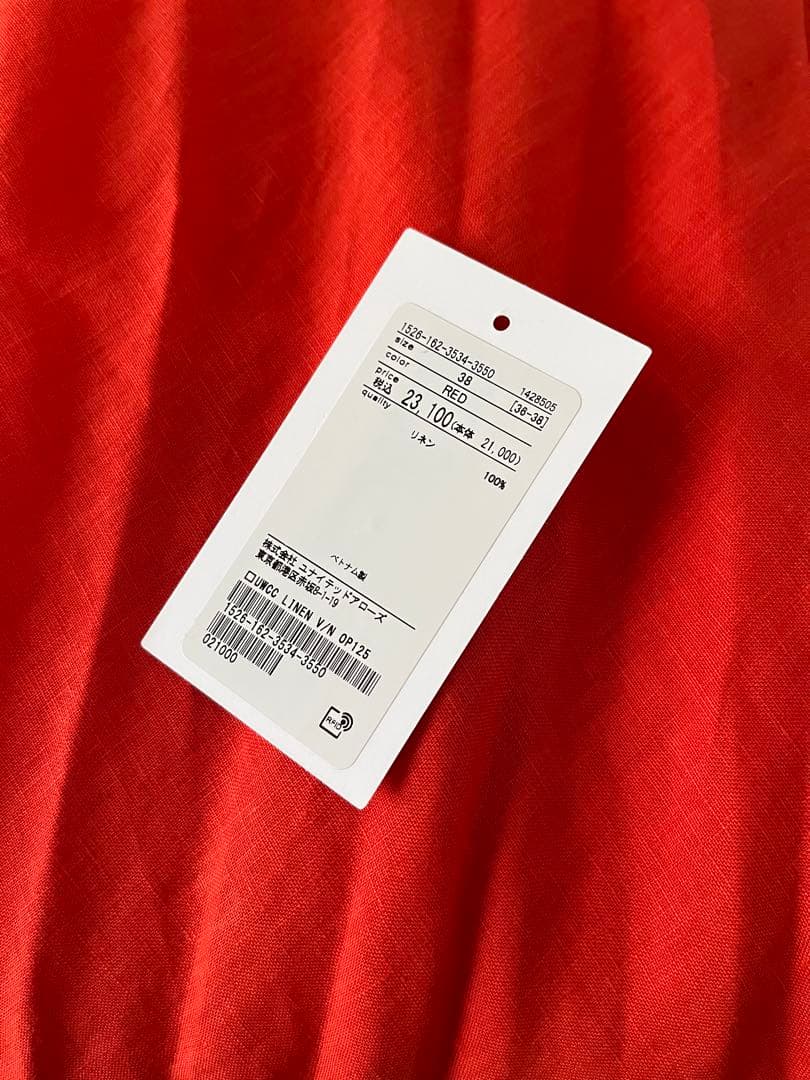 1526-162-3534-3550
size 38 1428505
color RED [36-38]
price
税込 23,100(本体 21,000)
quality
リネン 100%
ベトナム製
株式会社 ユナイテッドアローズ
東京都港区赤坂8-1-19
□UWCC LINEN V/N OP125
1526-162-3534-3550
021000
RFID